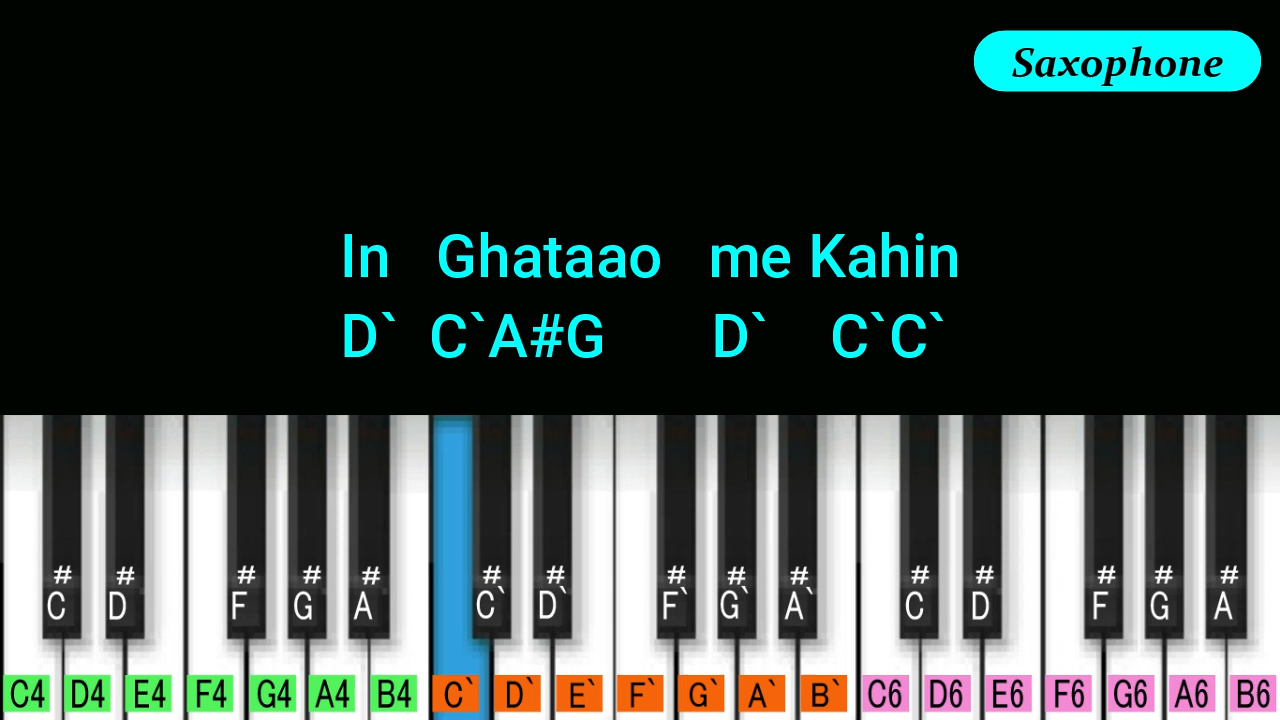 Saxophone
In Ghataao me Kahin
D` C`A#G D` C`C`
# # # # # # # # # # # # # # #
C D F G A C` D` F` G` A` C D F G A
C4 D4 E4 F4 G4 A4 B4 C` D` E` F` G` A` B` C6 D6 E6 F6 G6 A6 B6